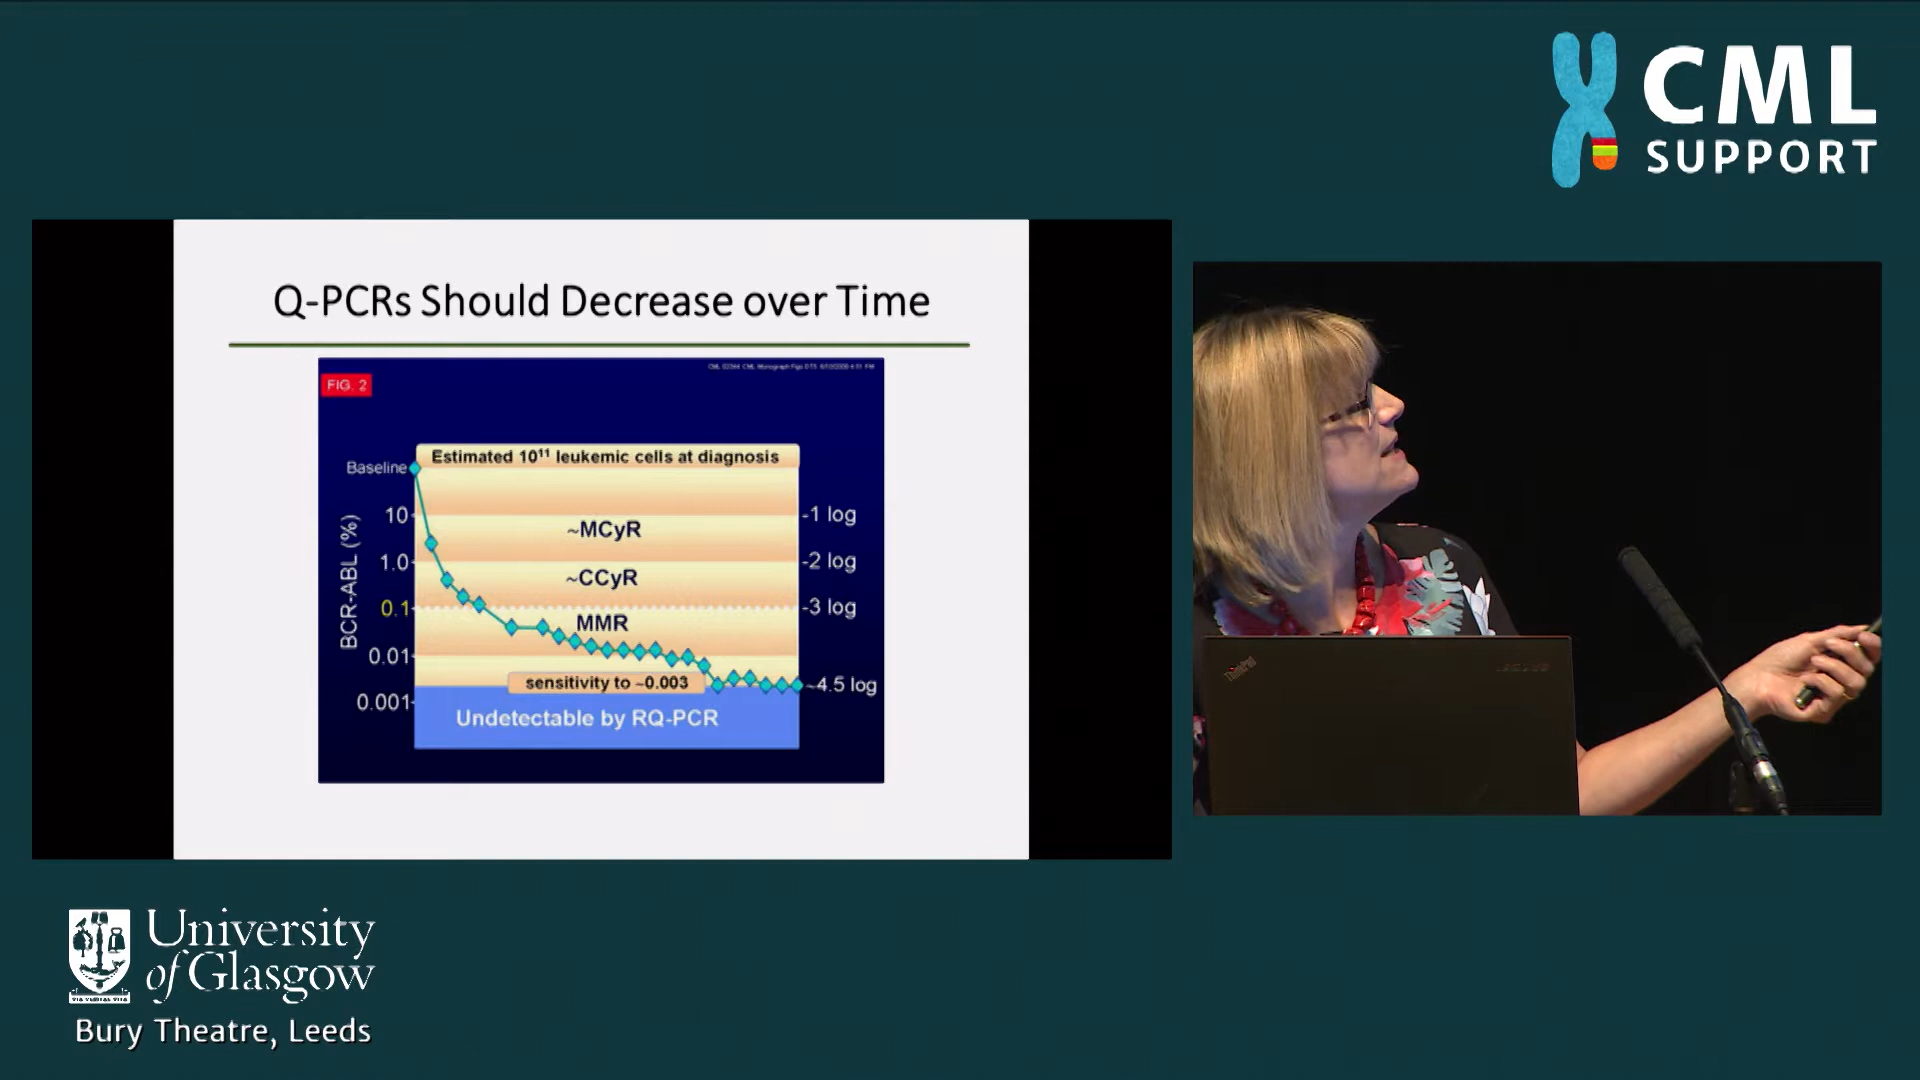 CML
SUPPORT
Q-PCRs Should Decrease over Time
FIG. 2
Estimated 10¹¹ leukemic cells at diagnosis
Baseline
10
-1 log
~MCyR
1.0
-2 log
~CCyR
0.1
-3 log
MMR
0.01
sensitivity to ~0.003
~4.5 log
0.001
Undetectable by RQ-PCR
BCR-ABL (%)
ThinkPad
University
of Glasgow
Bury Theatre, Leeds